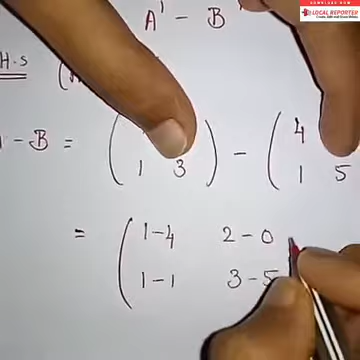 A' - B
H.S
- B = ( 1 3 ) - ( 4 1 5
= ( 1-4 2-0
1-1 3-5
LOCAL REPORTER